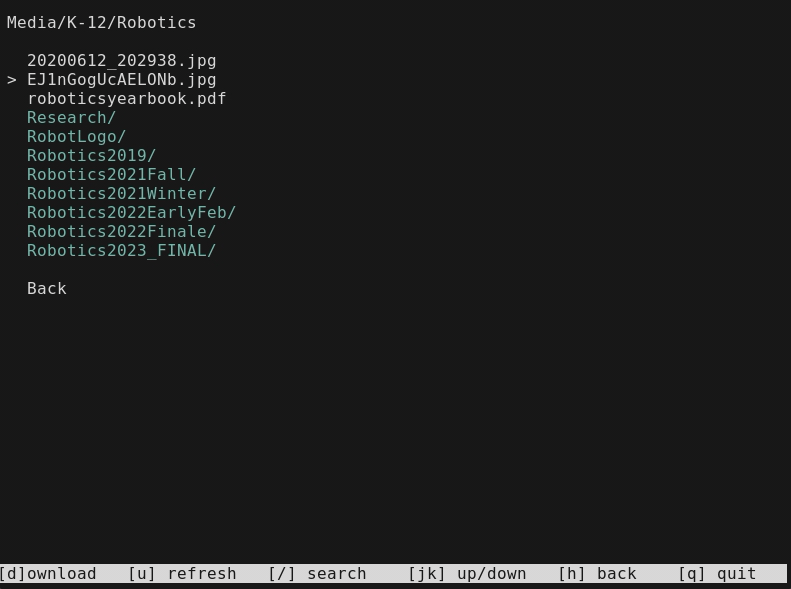 Media/K-12/Robotics
20200612_202938.jpg
> EJ1nGogUcAELONb.jpg
roboticsyearbook.pdf
Research/
RobotLogo/
Robotics2019/
Robotics2021Fall/
Robotics2021Winter/
Robotics2022EarlyFeb/
Robotics2022Finale/
Robotics2023_FINAL/
Back
[d]ownload [u] refresh [/] search [jk] up/down [h] back [q] quit